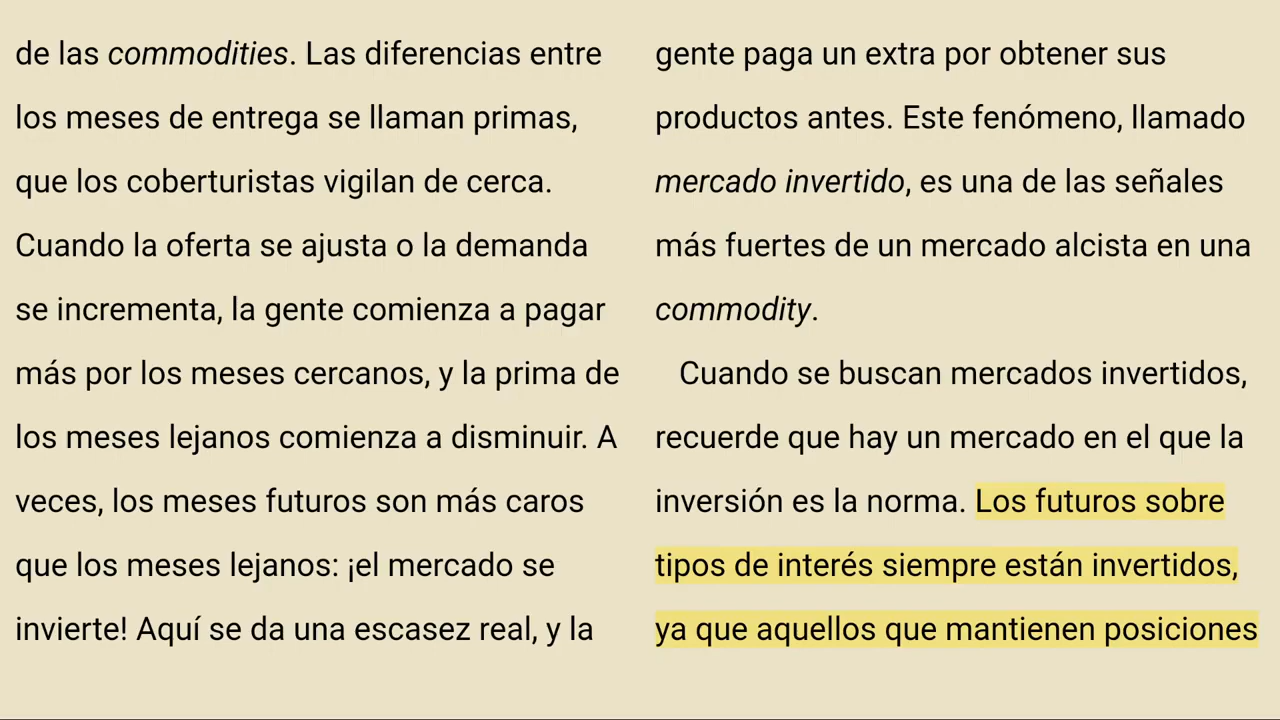 de las commodities. Las diferencias entre
los meses de entrega se llaman primas,
que los coberturistas vigilan de cerca.
Cuando la oferta se ajusta o la demanda
se incrementa, la gente comienza a pagar
más por los meses cercanos, y la prima de
los meses lejanos comienza a disminuir. A
veces, los meses futuros son más caros
que los meses lejanos: ¡el mercado se
invierte! Aquí se da una escasez real, y la
gente paga un extra por obtener sus
productos antes. Este fenómeno, llamado
mercado invertido, es una de las señales
más fuertes de un mercado alcista en una
commodity.
Cuando se buscan mercados invertidos,
recuerde que hay un mercado en el que la
inversión es la norma. Los futuros sobre
tipos de interés siempre están invertidos,
ya que aquellos que mantienen posiciones